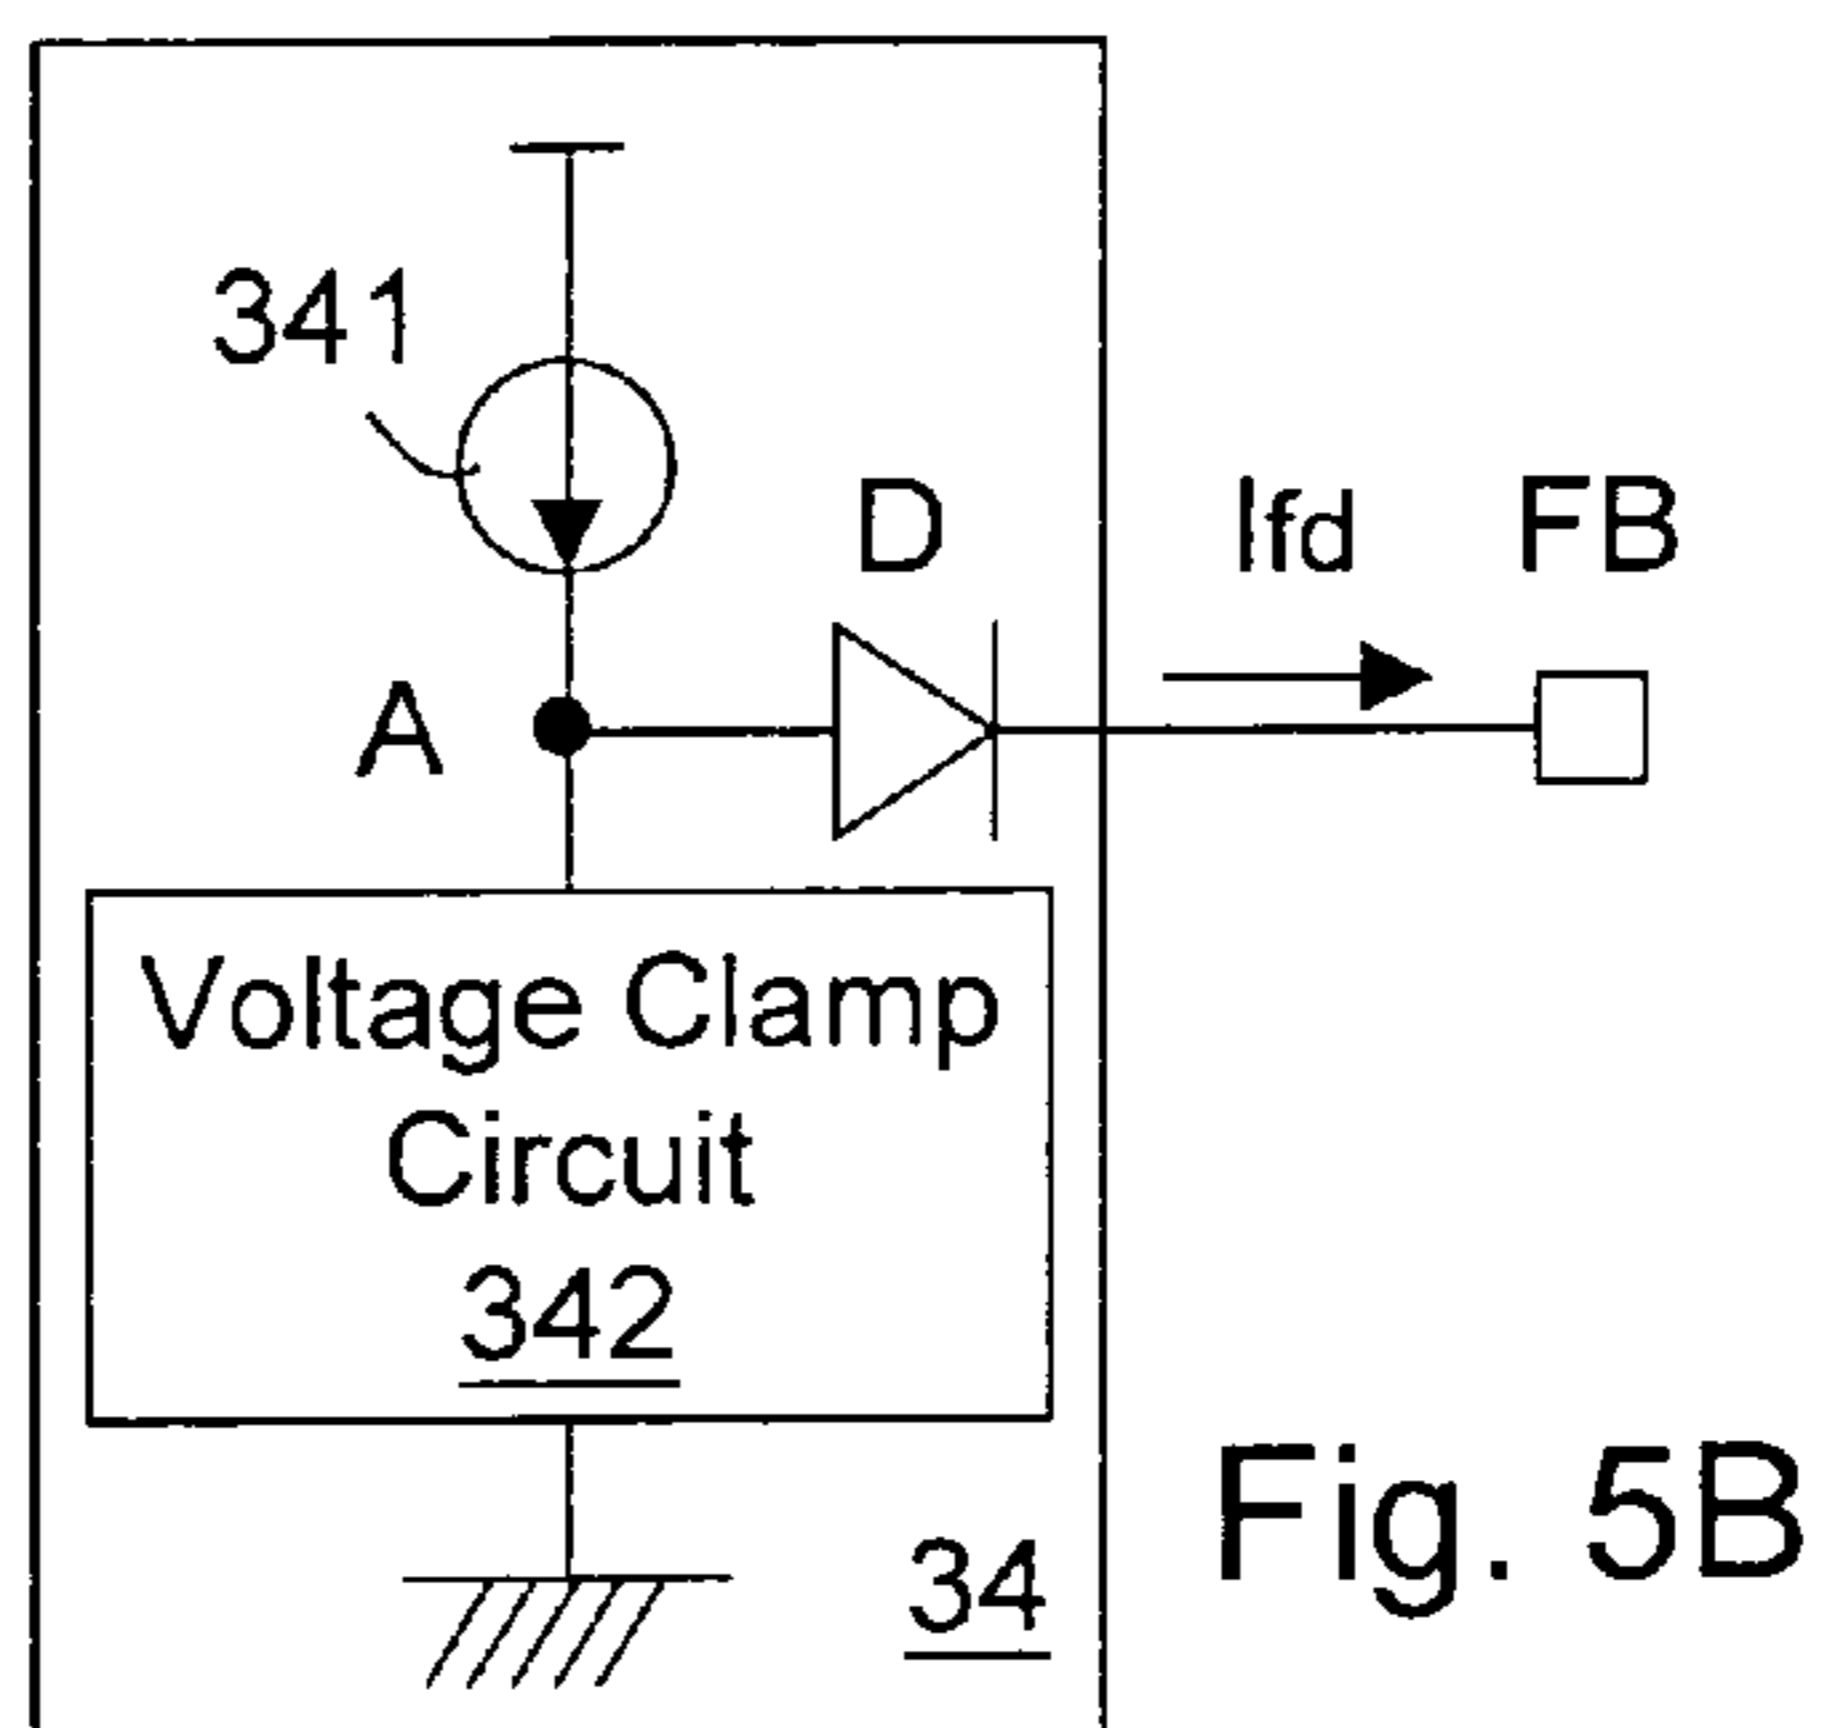 341
D
Ifd
FB
A
Voltage Clamp
Circuit
342
34
Fig. 5B